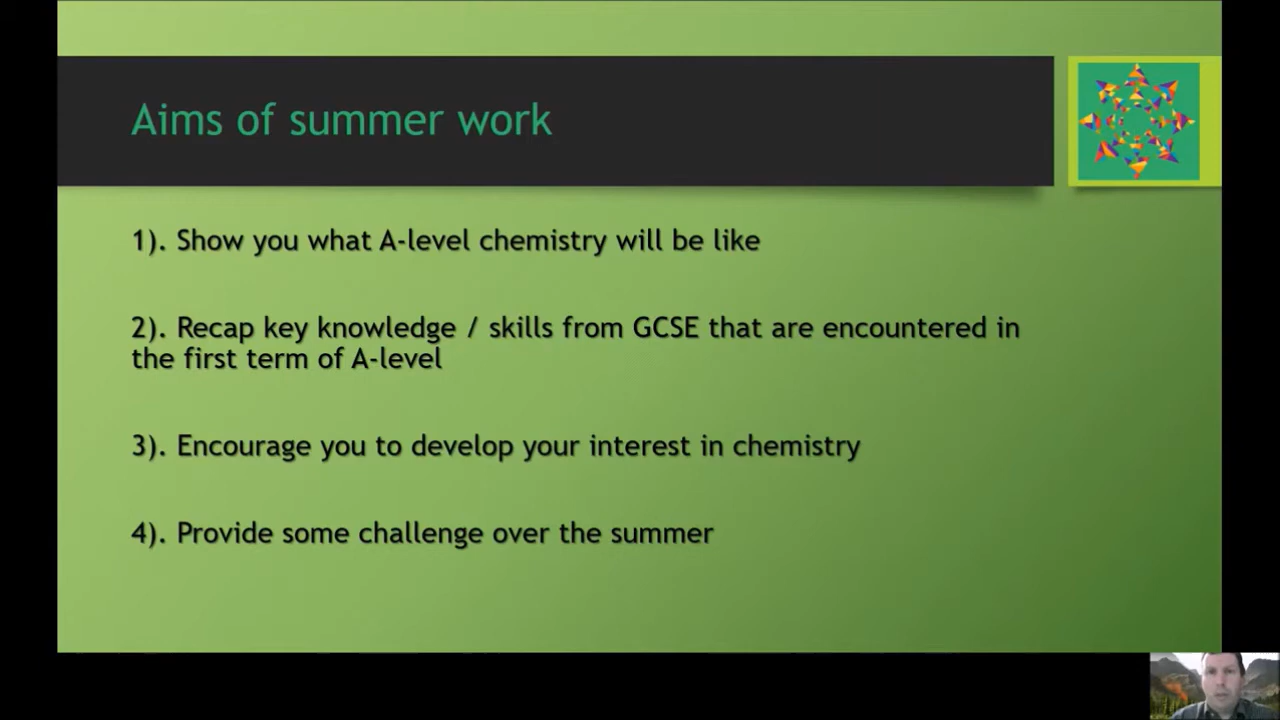 Aims of summer work
1). Show you what A-level chemistry will be like
2). Recap key knowledge / skills from GCSE that are encountered in
the first term of A-level
3). Encourage you to develop your interest in chemistry
4). Provide some challenge over the summer